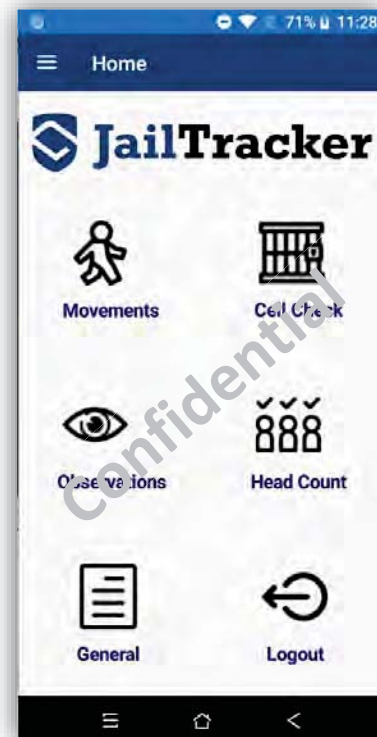 71% 11:28
Home
JailTracker
Movements Cell Check
Confidential
Observations Head Count
General Logout